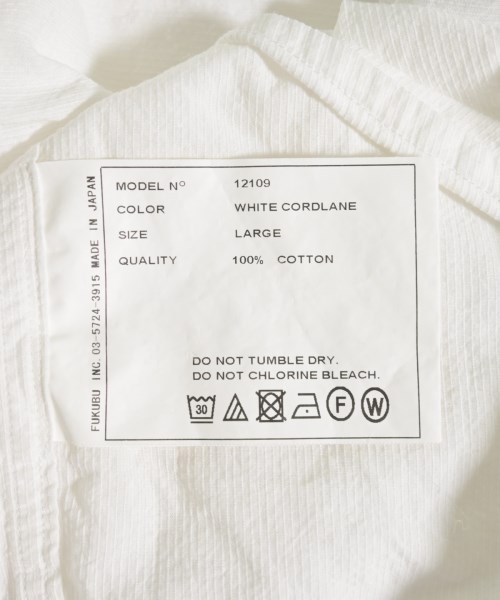 MODEL Nº 12109
COLOR WHITE CORDLANE
SIZE LARGE
QUALITY 100% COTTON
DO NOT TUMBLE DRY.
DO NOT CHLORINE BLEACH.
30 F W
FUKUBU INC. 03-5724-3915 MADE IN JAPAN